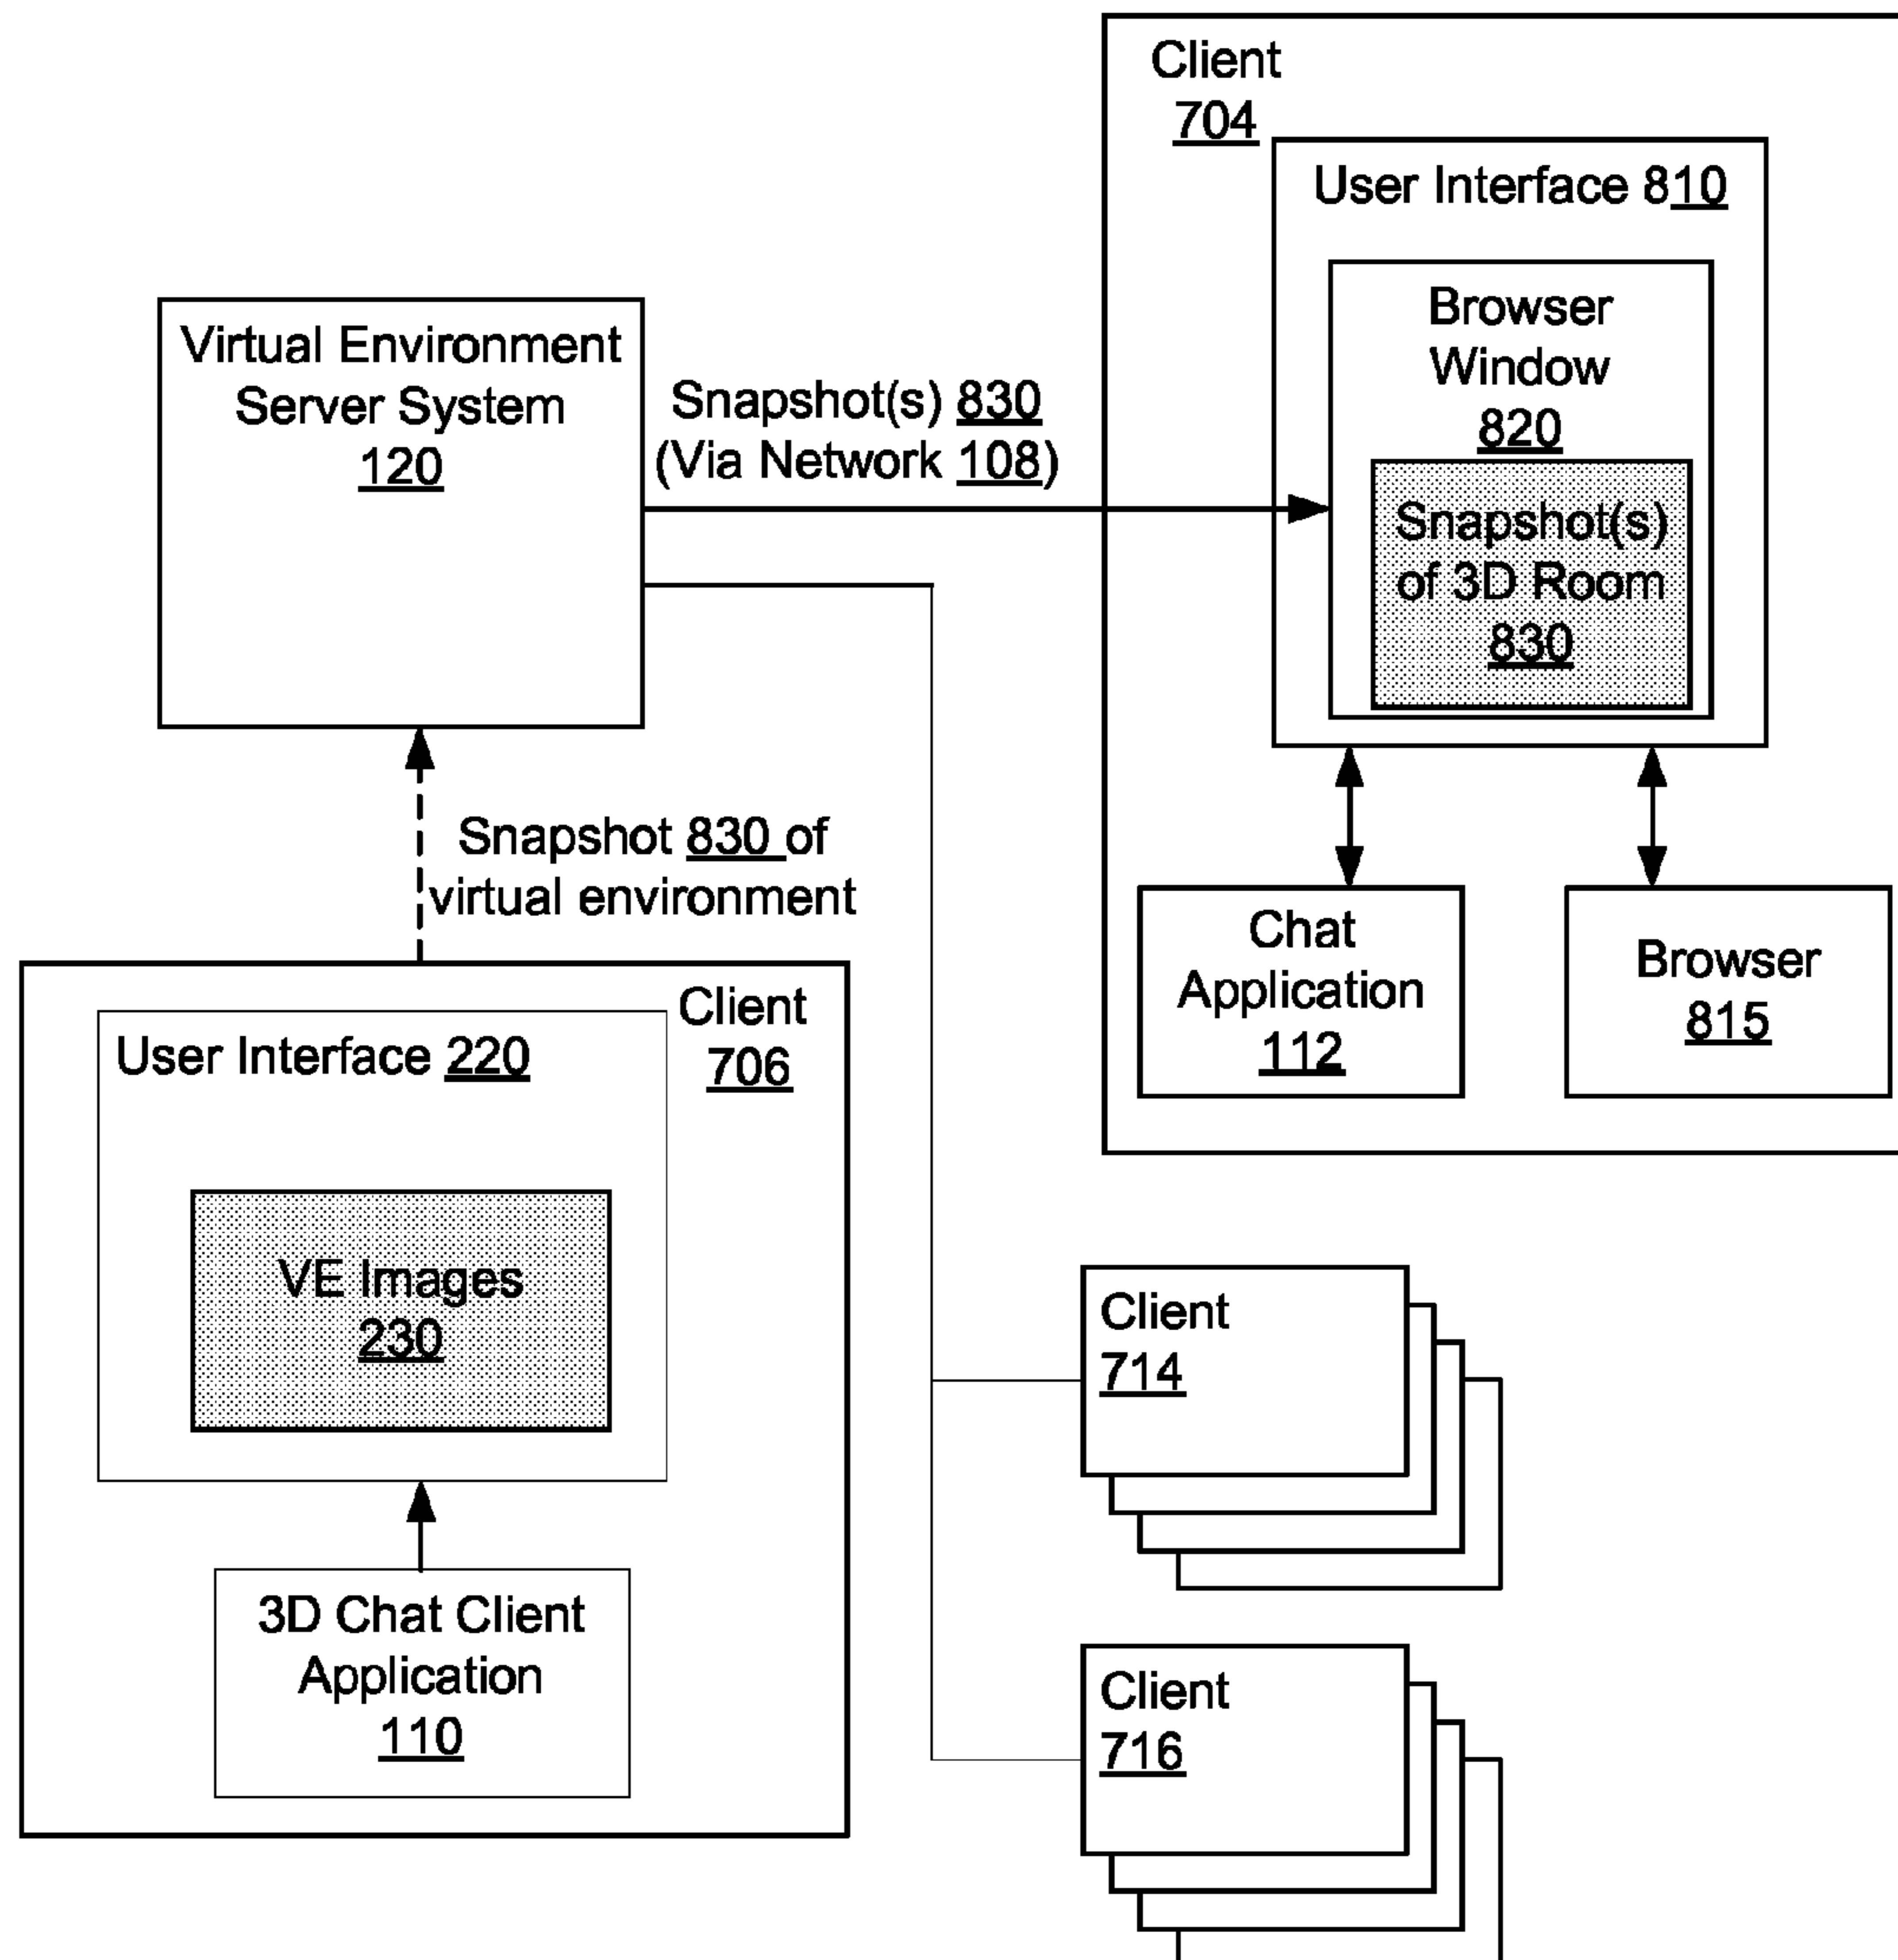 Client
704
User Interface 810
Browser
Window
820
Snapshot(s)
of 3D Room
830
Virtual Environment
Server System
120
Snapshot(s) 830
(Via Network 108)
Snapshot 830 of
virtual environment
Chat
Application
112
Browser
815
Client
706
User Interface 220
VE Images
230
3D Chat Client
Application
110
Client
714
Client
716